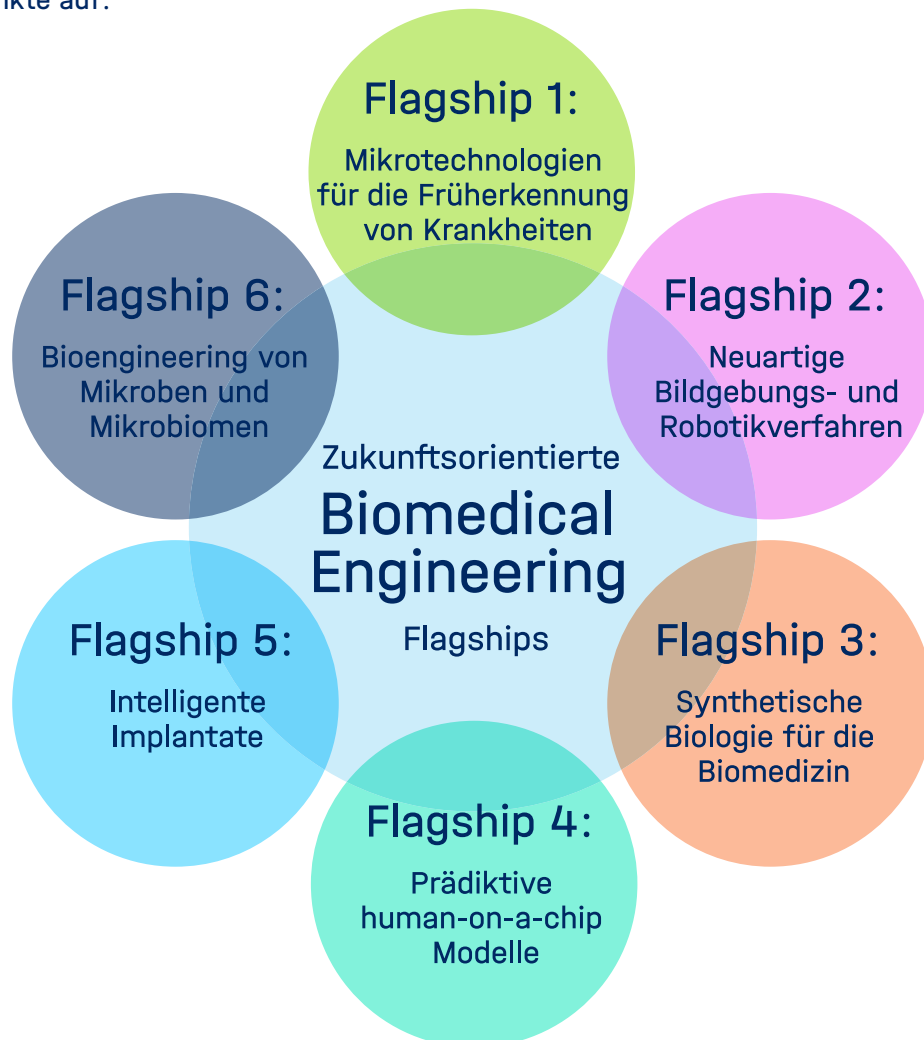 auf.
Flagship 1:
Mikrotechnologien
für die Früherkennung
von Krankheiten
Flagship 2:
Neuartige
Bildgebungs- und
Robotikverfahren
Flagship 3:
Synthetische
Biologie für die
Biomedizin
Flagship 4:
Prädiktive
human-on-a-chip
Modelle
Flagship 5:
Intelligente
Implantate
Flagship 6:
Bioengineering von
Mikroben und
Mikrobiomen
Zukunftsorientierte
Biomedical
Engineering
Flagships